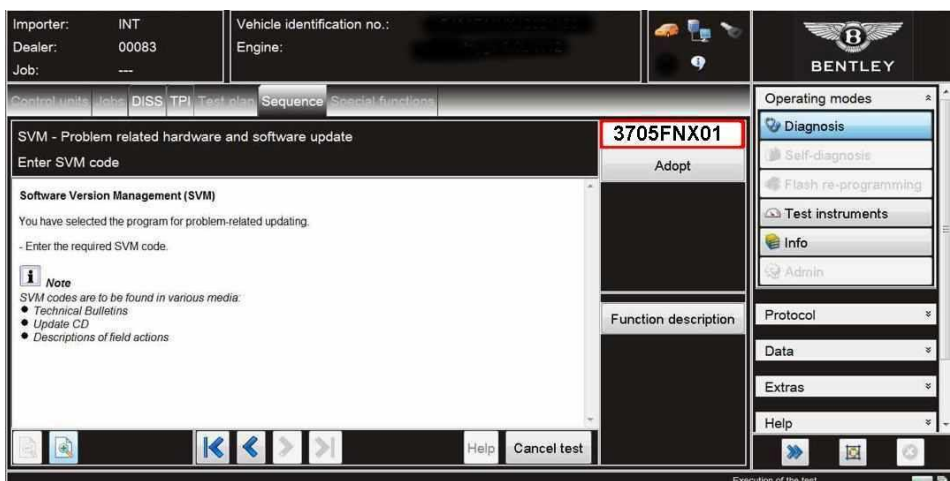 Importer: INT
Dealer: 00083
Job: ---
Vehicle identification no.:
Engine:
BENTLEY
Control units Jobs DISS TPI Test plan Sequence Special functions
SVM - Problem related hardware and software update
Enter SVM code
3705FNX01
Adopt
Software Version Management (SVM)
You have selected the program for problem-related updating.
- Enter the required SVM code.
Note
SVM codes are to be found in various media:
Technical Bulletins
Update CD
Descriptions of field actions
Function description
Help
Cancel test
Operating modes
Diagnosis
Self-diagnosis
Flash re-programming
Test instruments
Info
Admin
Protocol
Data
Extras
Help
Execution of the test